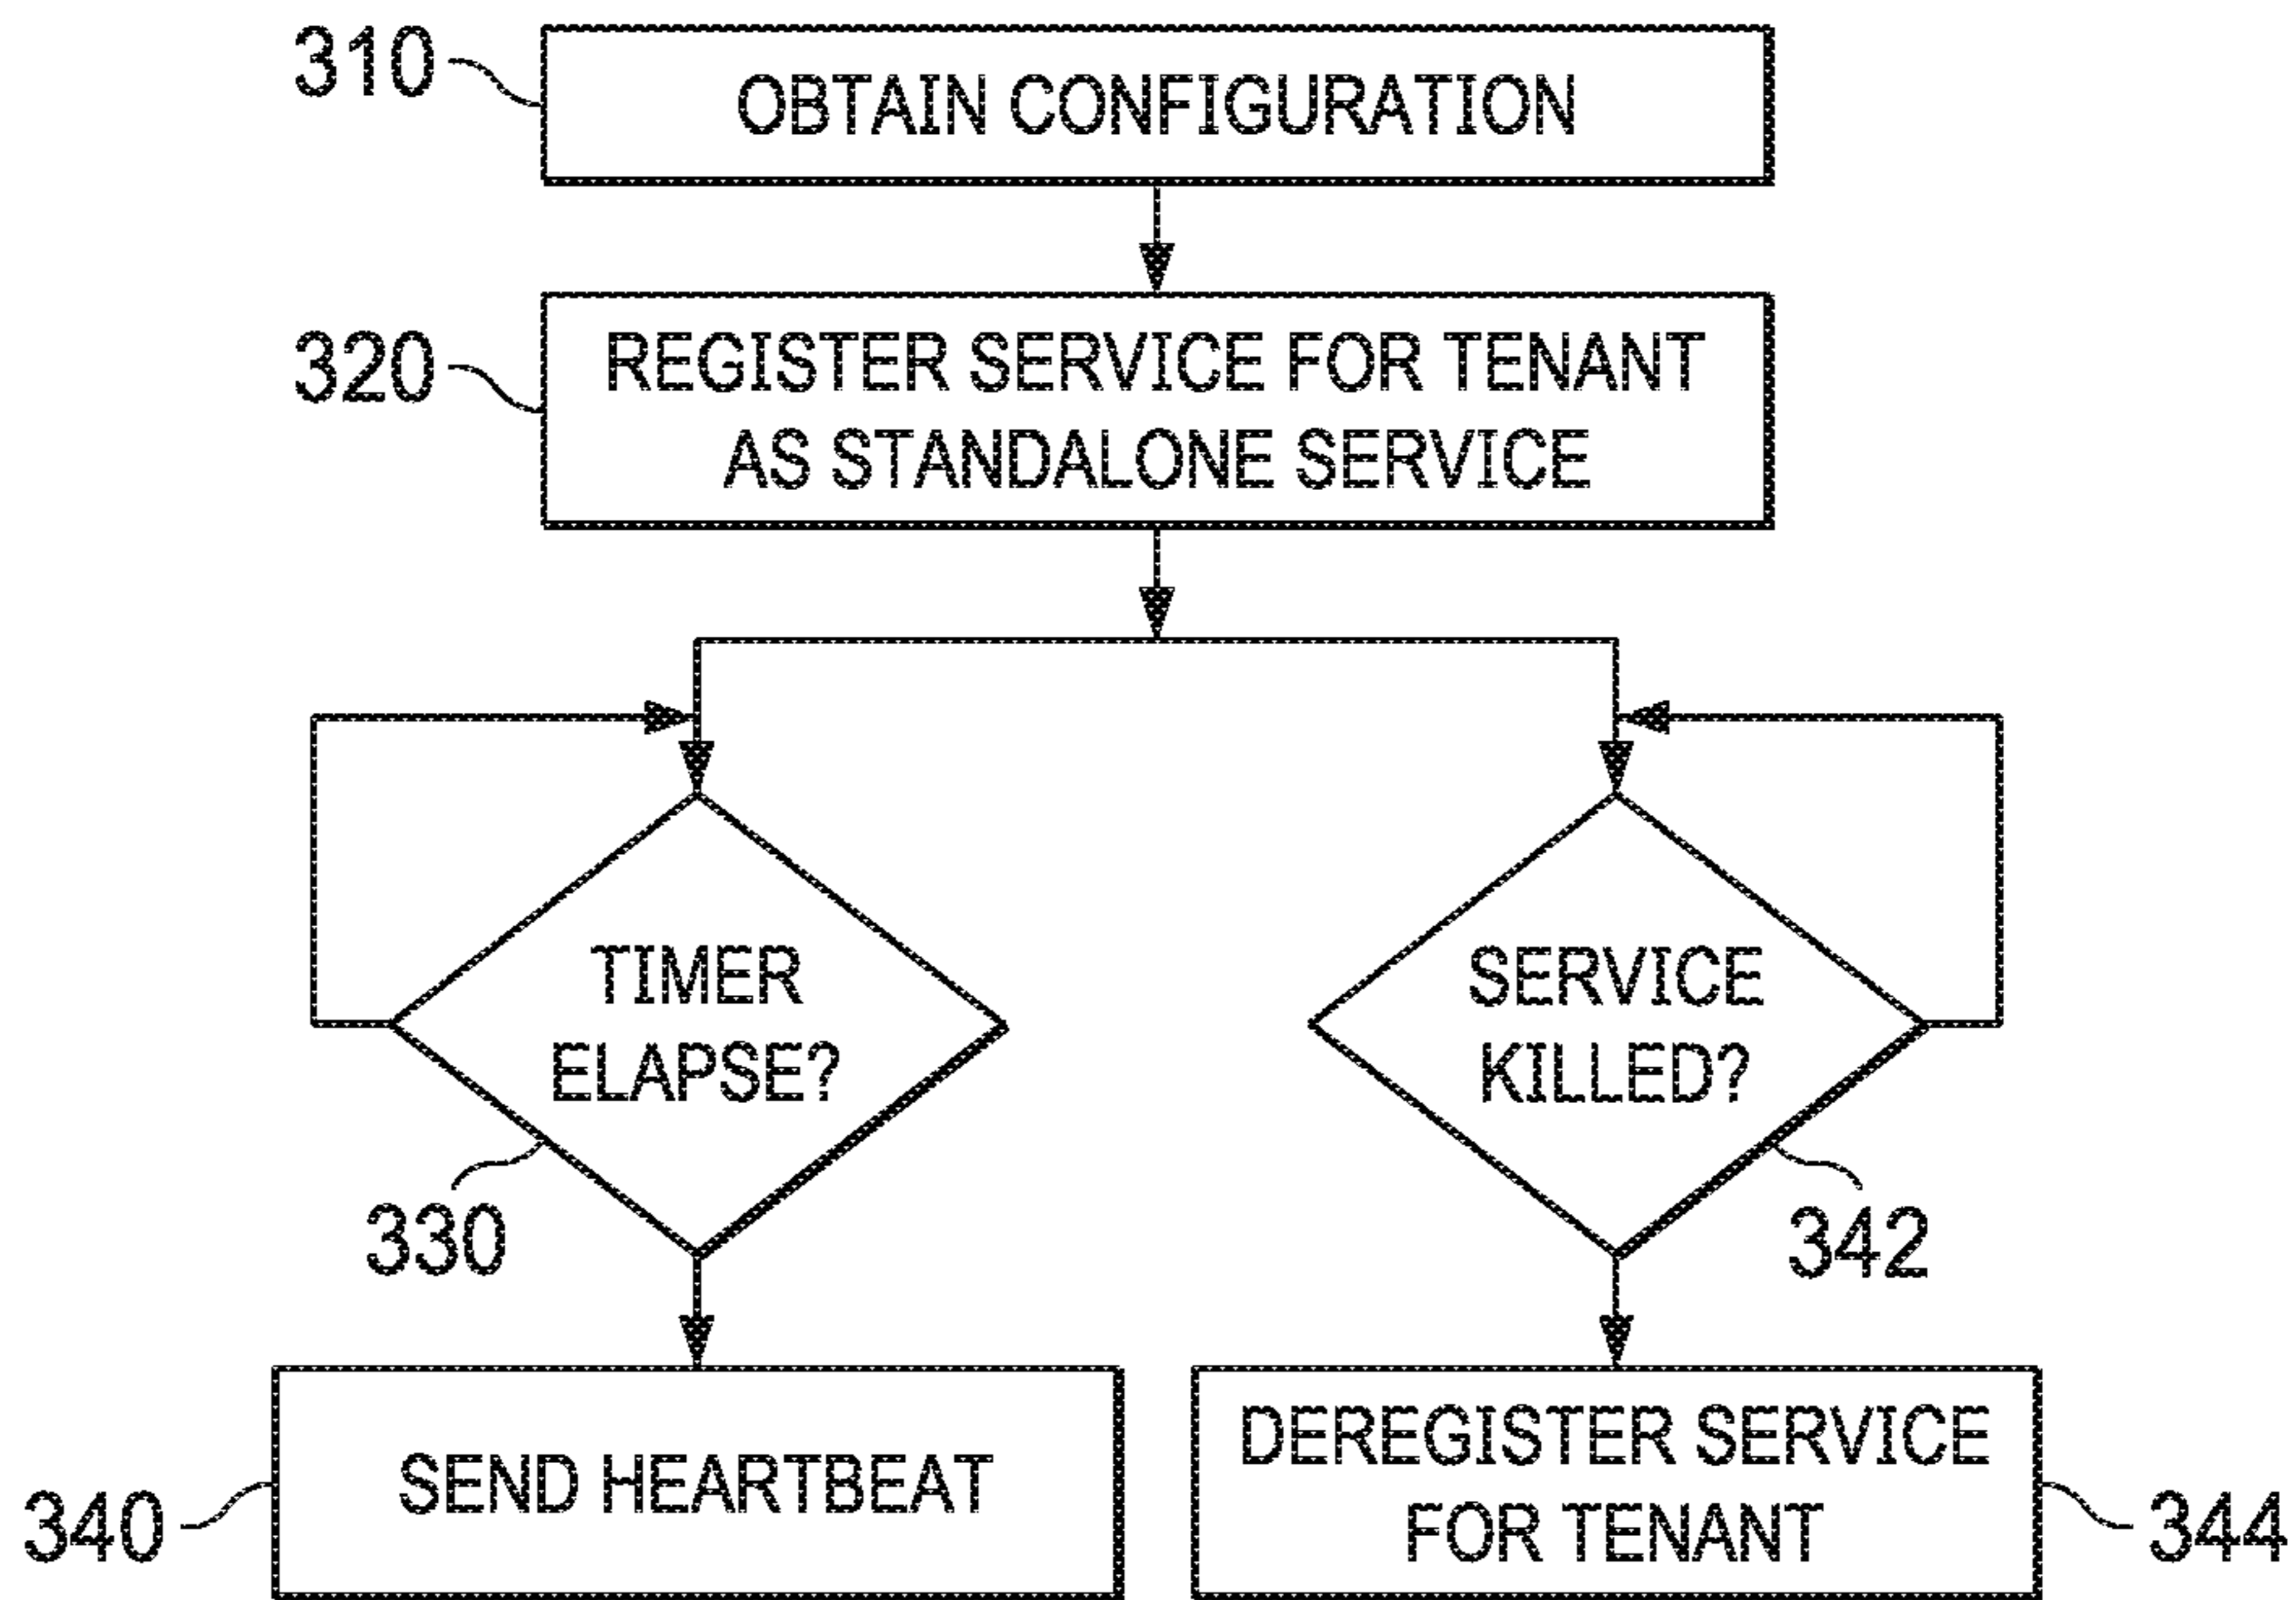 310
OBTAIN CONFIGURATION
320
REGISTER SERVICE FOR TENANT
AS STANDALONE SERVICE
TIMER
ELAPSE?
330
SERVICE
KILLED?
342
340
SEND HEARTBEAT
DEREGISTER SERVICE
FOR TENANT
344